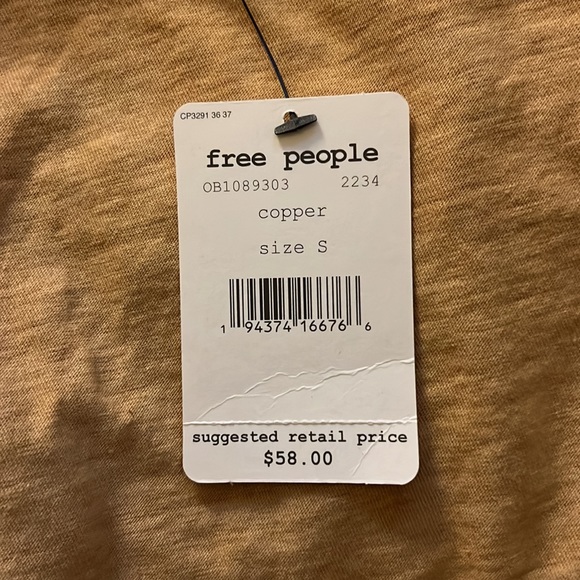 CP3291 36 37
free people
OB1089303 2234
copper
size S
1 94374 16676 6
suggested retail price
$58.00